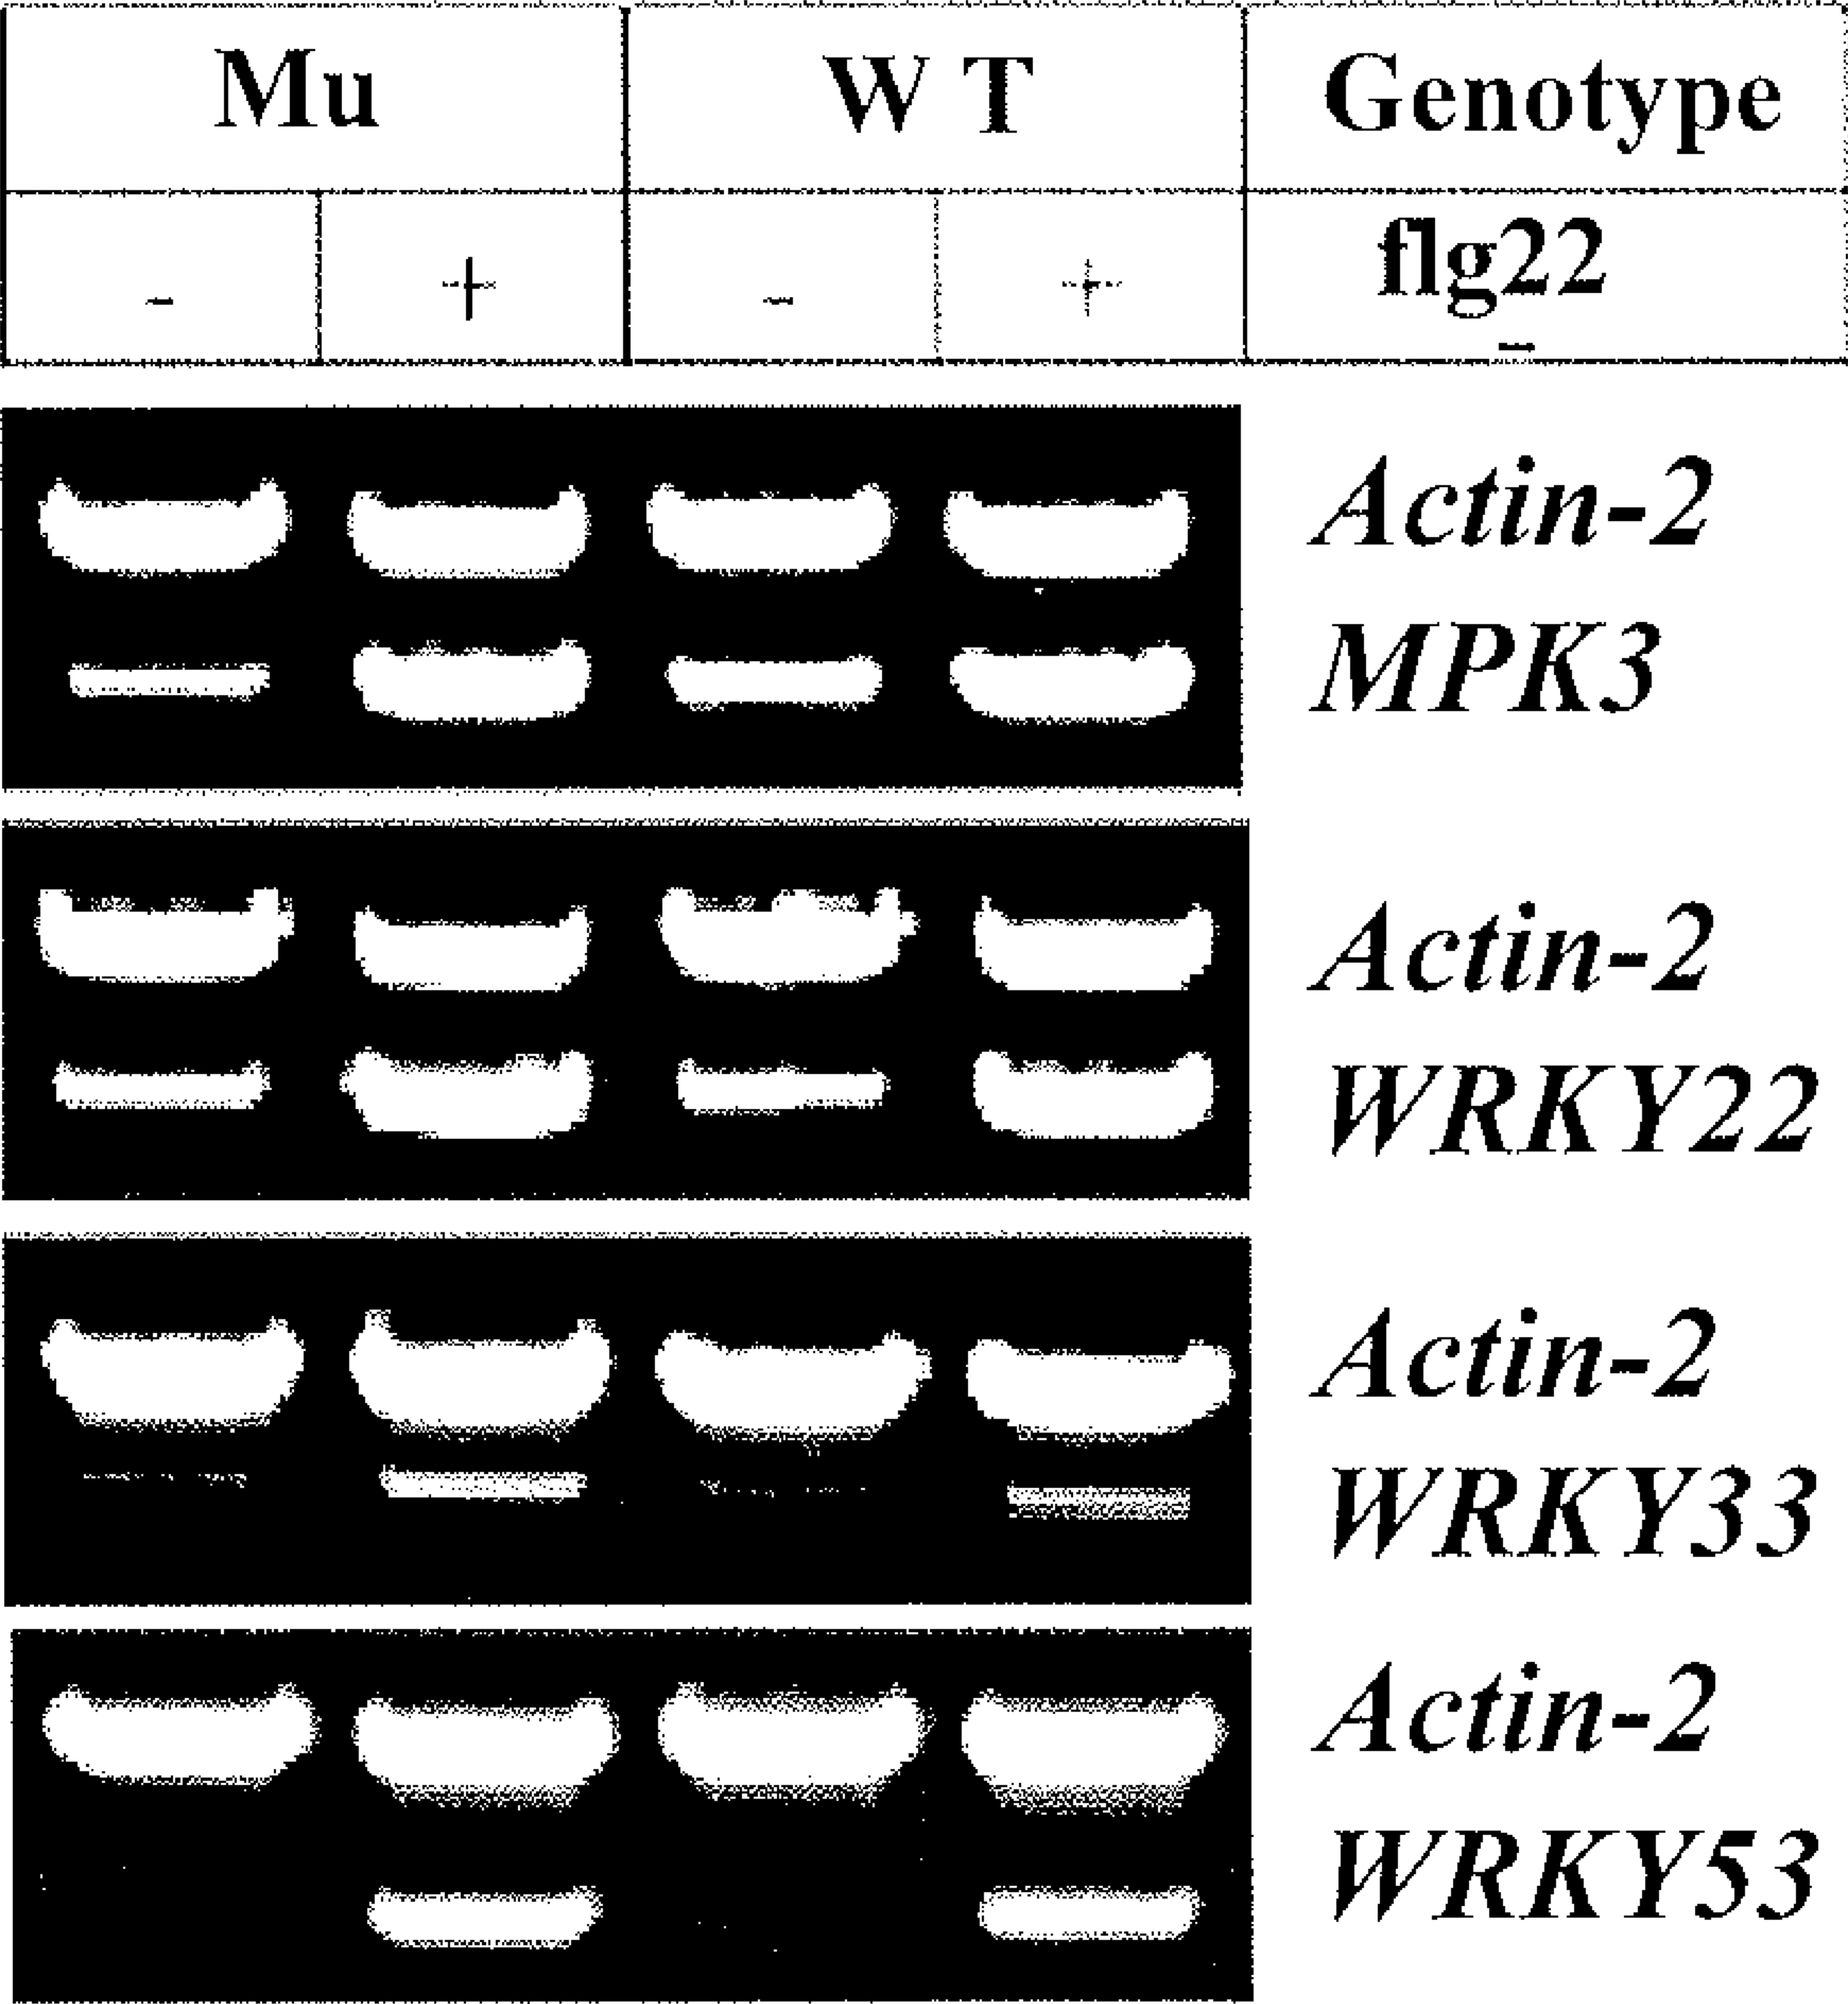 Mu W T Genotype
- + - + flg22
-
Actin-2
MPK3
Actin-2
WRKY22
Actin-2
WRKY33
Actin-2
WRKY53